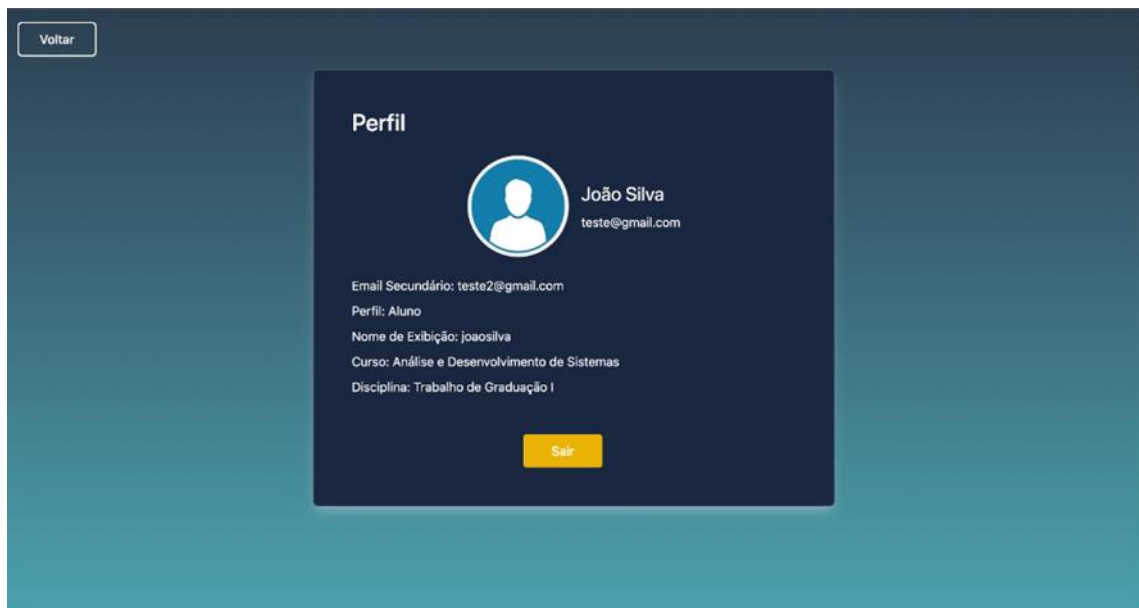 Voltar
Perfil
João Silva
teste@gmail.com
Email Secundário: teste2@gmail.com
Perfil: Aluno
Nome de Exibição: joaosilva
Curso: Análise e Desenvolvimento de Sistemas
Disciplina: Trabalho de Graduação I
Sair